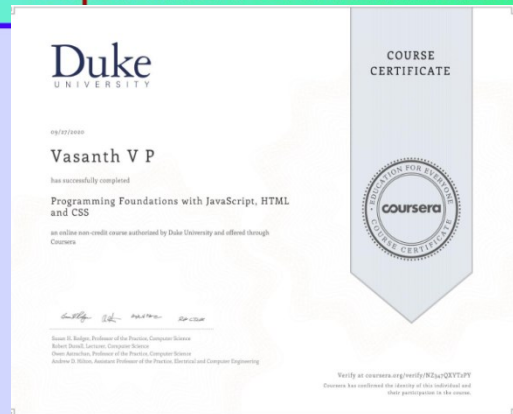 Duke
UNIVERSITY
COURSE
CERTIFICATE
09/17/2020
Vasanth V P
has successfully completed
Programming Foundations with JavaScript, HTML
and CSS
an online non-credit course authorized by Duke University and offered through
Coursera
EDUCATION FOR EVERYONE
coursera
COURSE CERTIFICATE
Susan H. Rodger, Professor of the Practice, Computer Science
Robert Duvall, Lecturer, Computer Science
Owen Astrachan, Professor of the Practice, Computer Science
Andrew D. Hilton, Assistant Professor of the Practice, Electrical and Computer Engineering
Verify at
Coursera has confirmed the identity of this individual and
their participation in the course.